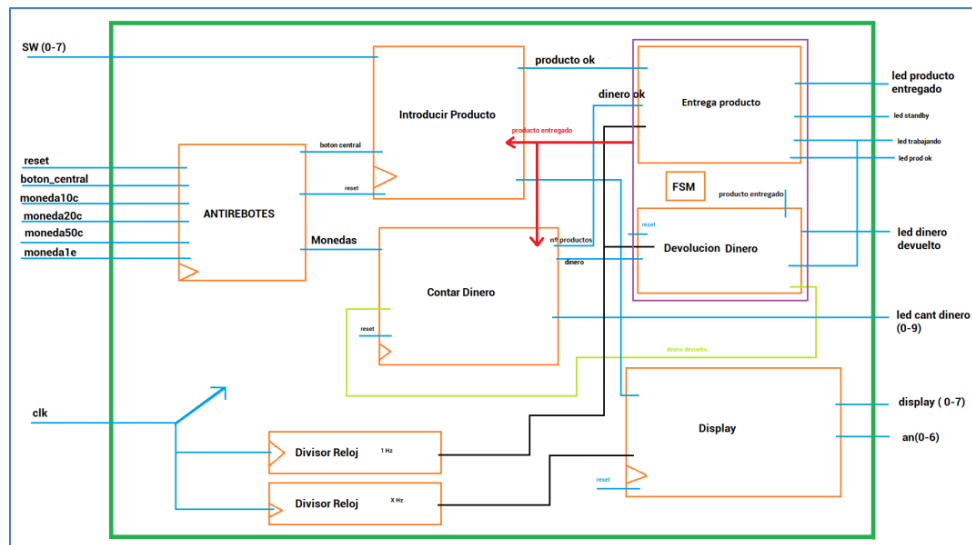 SW (0-7)
producto ok
led producto
entregado
dinero ok
Entrega producto
Introducir Producto
led standby
producto entregado
led trabajando
boton central
led prod ok
reset
boton_central
reset
FSM
producto entregado
moneda10c
ANTIREBOTES
moneda20c
moneda50c
Monedas
nº productos
reset
Devolucion Dinero
led dinero
devuelto
moneda1e
dinero
Contar Dinero
led cant dinero
(0-9)
reset
dinero devuelto
clk
Display
display ( 0-7)
an(0-6)
Divisor Reloj
1 Hz
reset
Divisor Reloj
X Hz